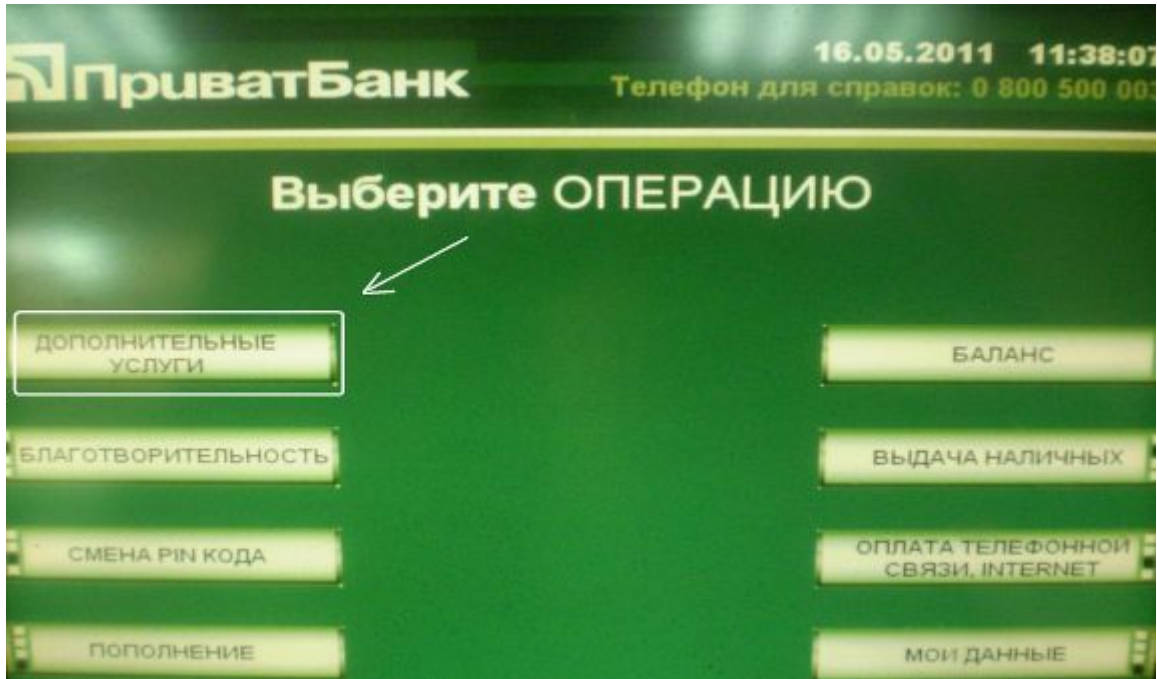 ПриватБанк
16.05.2011 11:38:07
Телефон для справок: 0 800 500 003
Выберите ОПЕРАЦИЮ
ДОПОЛНИТЕЛЬНЫЕ
УСЛУГИ
БАЛАНС
БЛАГОТВОРИТЕЛЬНОСТЬ
ВЫДАЧА НАЛИЧНЫХ
СМЕНА PIN КОДА
ОПЛАТА ТЕЛЕФОННОЙ
СВЯЗИ, INTERNET
ПОПОЛНЕНИЕ
МОИ ДАННЫЕ